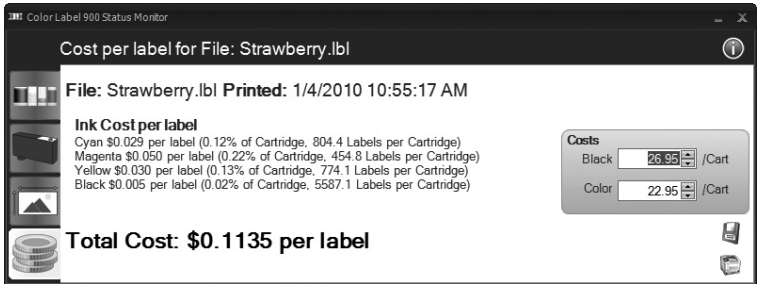 Color Label 900 Status Monitor
Cost per label for File: Strawberry.lbl
File: Strawberry.lbl Printed: 1/4/2010 10:55:17 AM
Ink Cost per label
Cyan $0.029 per label (0.12% of Cartridge, 804.4 Labels per Cartridge)
Magenta $0.050 per label (0.22% of Cartridge, 454.8 Labels per Cartridge)
Yellow $0.030 per label (0.13% of Cartridge, 774.1 Labels per Cartridge)
Black $0.005 per label (0.02% of Cartridge, 5587.1 Labels per Cartridge)
Costs
Black 26.95 /Cart
Color 22.95 /Cart
Total Cost: $0.1135 per label